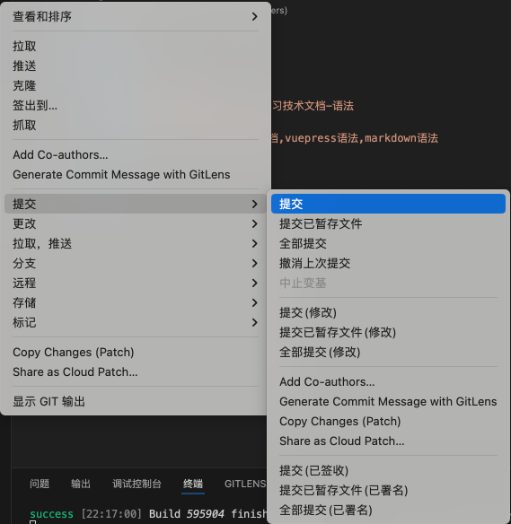 查看和排序
ers)
拉取
推送
克隆
签出到...
习技术文档-语法
抓取
档,vuepress语法,markdown语法
Add Co-authors...
Generate Commit Message with GitLens
提交
更改
拉取，推送
分支
远程
存储
标记
Copy Changes (Patch)
Share as Cloud Patch...
显示 GIT 输出
提交
提交已暂存文件
全部提交
撤消上次提交
中止变基
提交(修改)
提交已暂存文件(修改)
全部提交(修改)
Add Co-authors...
Generate Commit Message with GitLens
Copy Changes (Patch)
Share as Cloud Patch...
提交(已签收)
提交已暂存文件(已署名)
全部提交(已署名)
问题 输出 调试控制台 终端 GITLENS
success [22:17:00] Build 595904 finish